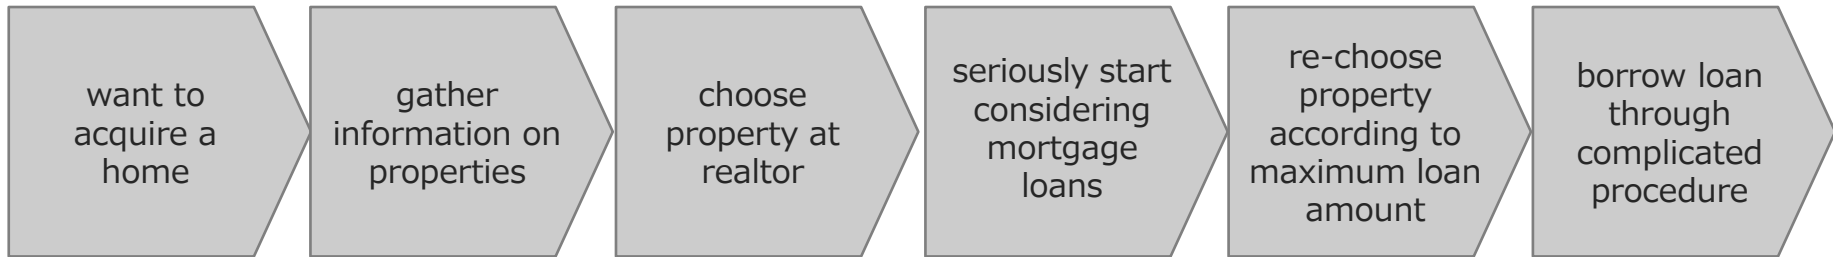 want to
acquire a
home
gather
information on
properties
choose
property at
realtor
seriously start
considering
mortgage
loans
re-choose
property
according to
maximum loan
amount
borrow loan
through
complicated
procedure